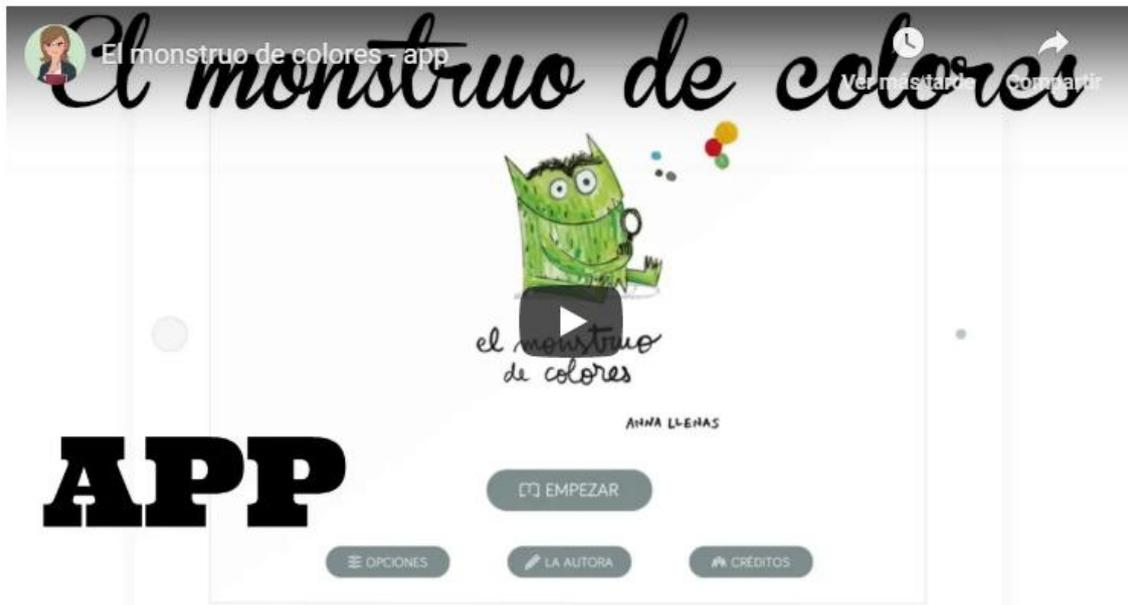 El monstruo de colores
El monstruo de colores - app
Ver más tarde
Compartir
el monstruo
de colores
ANNA LLENAS
APP
EMPEZAR
OPCIONES
LA AUTORA
CRÉDITOS